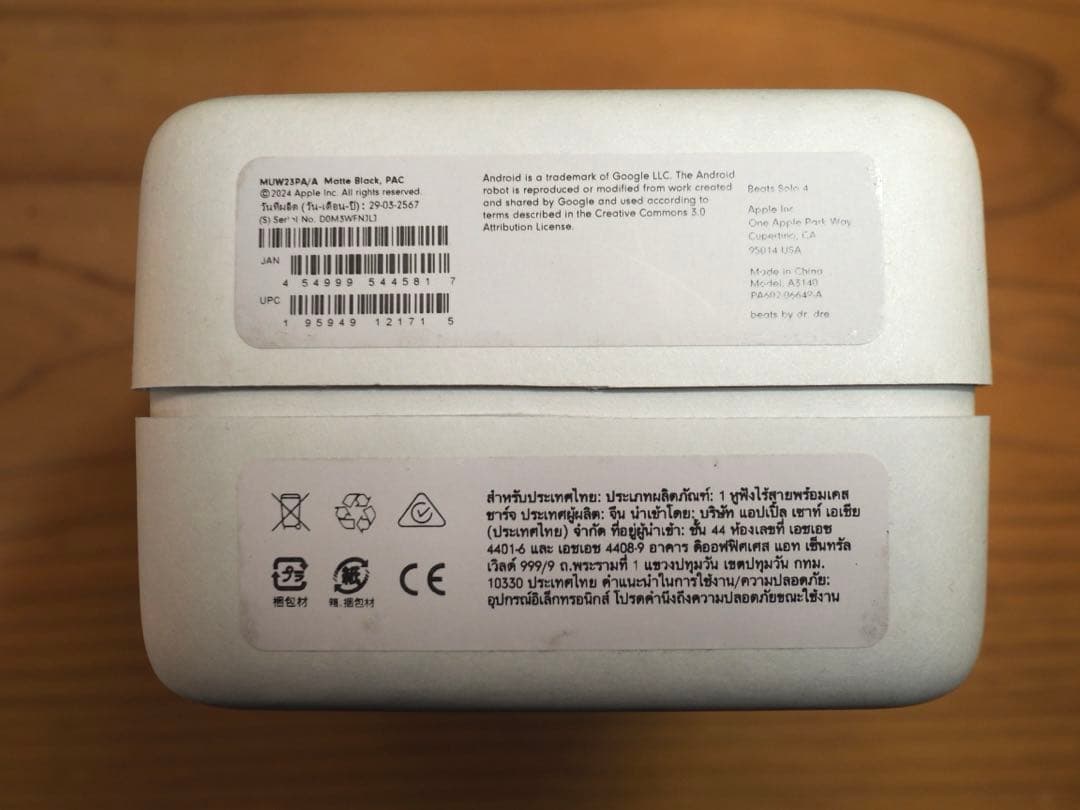 MUW23PA/A Matte Black, PAC
©2024 Apple Inc. All rights reserved.
วันที่ผลิต (วัน-เดือน-ปี): 29-03-2567
(S) Serial No. D0M3WFNJLJ
JAN
4 54999 544581 7
UPC
1 95949 12171 5
Android is a trademark of Google LLC. The Android
robot is reproduced or modified from work created
and shared by Google and used according to
terms described in the Creative Commons 3.0
Attribution License.
Beats Solo 4
Apple Inc.
One Apple Park Way
Cupertino, CA
95014 USA
Made in China
Model: A3140
PA602-06649-A
beats by dr. dre
สำหรับประเทศไทย: ประเภทผลิตภัณฑ์: 1 หูฟังไร้สายพร้อมเคส
ชาร์จ ประเทศผู้ผลิต: จีน นำเข้าโดย: บริษัท แอปเปิ้ล เซาท์ เอเชีย
(ประเทศไทย) จำกัด ที่อยู่ผู้นำเข้า: ชั้น 44 ห้องเลขที่ เอชเอช
4401-6 และ เอชเอช 4408-9 อาคาร ดิออฟฟิศเศส แอท เซ็นทรัล
เวิลด์ 999/9 ถ.พระรามที่ 1 แขวงปทุมวัน เขตปทุมวัน กทม.
10330 ประเทศไทย คำแนะนำในการใช้งาน/ความปลอดภัย:
อุปกรณ์อิเล็กทรอนิกส์ โปรดคำนึงถึงความปลอดภัยขณะใช้งาน
プラ 紙 CE
梱包材 箱,梱包材